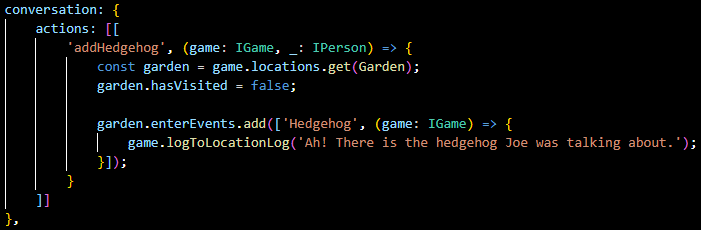 conversation: {
    actions: [[
        'addHedgehog', (game: IGame, _: IPerson) => {
            const garden = game.locations.get(Garden);
            garden.hasVisited = false;

            garden.enterEvents.add(['Hedgehog', (game: IGame) => {
                game.logToLocationLog('Ah! There is the hedgehog Joe was talking about.');
            }]);
        }
    ]]
},